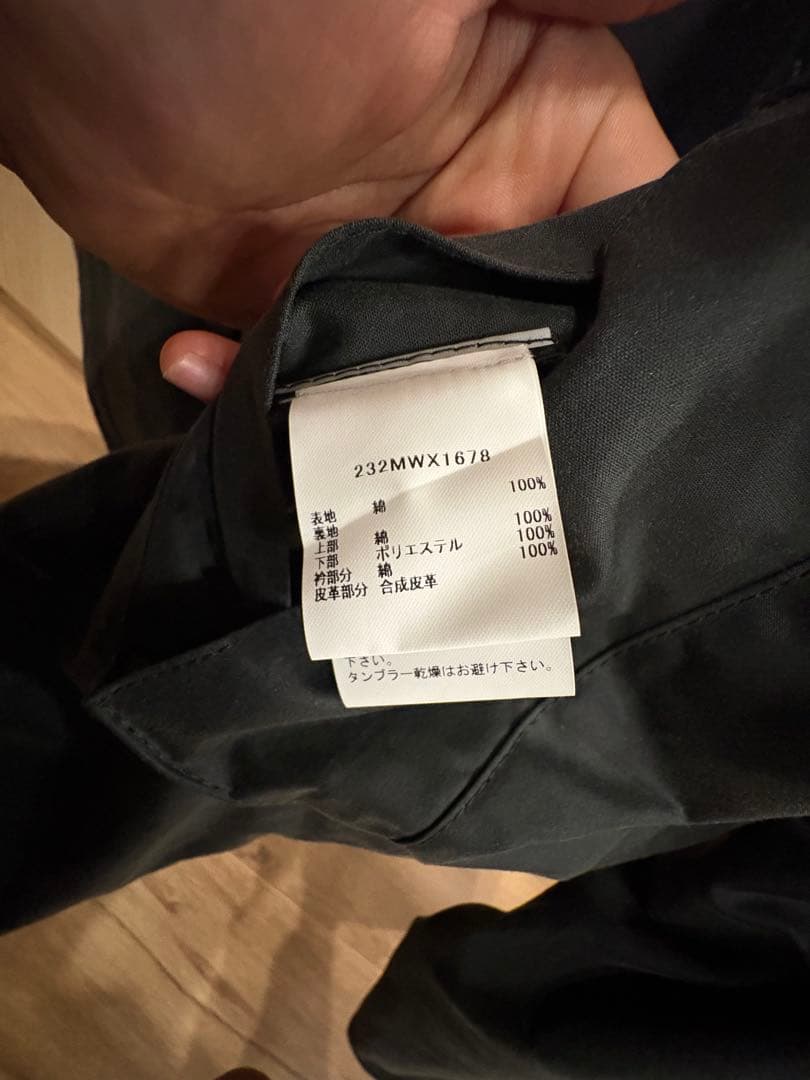 232MWX1678
表地 綿 100%
裏地
上部 綿 100%
下部 ポリエステル 100%
衿部分 綿 100%
皮革部分 合成皮革
下さい。
タンブラー乾燥はお避け下さい。